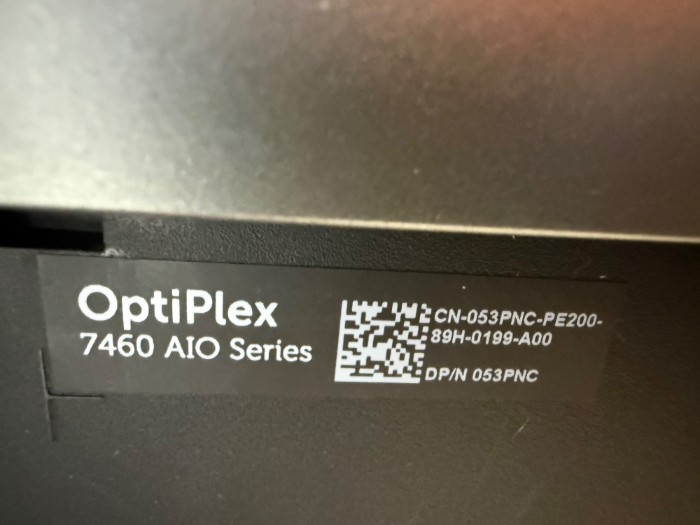 OptiPlex
7460 AIO Series
CN-053PNC-PE200-
89H-0199-A00
DP/N 053PNC